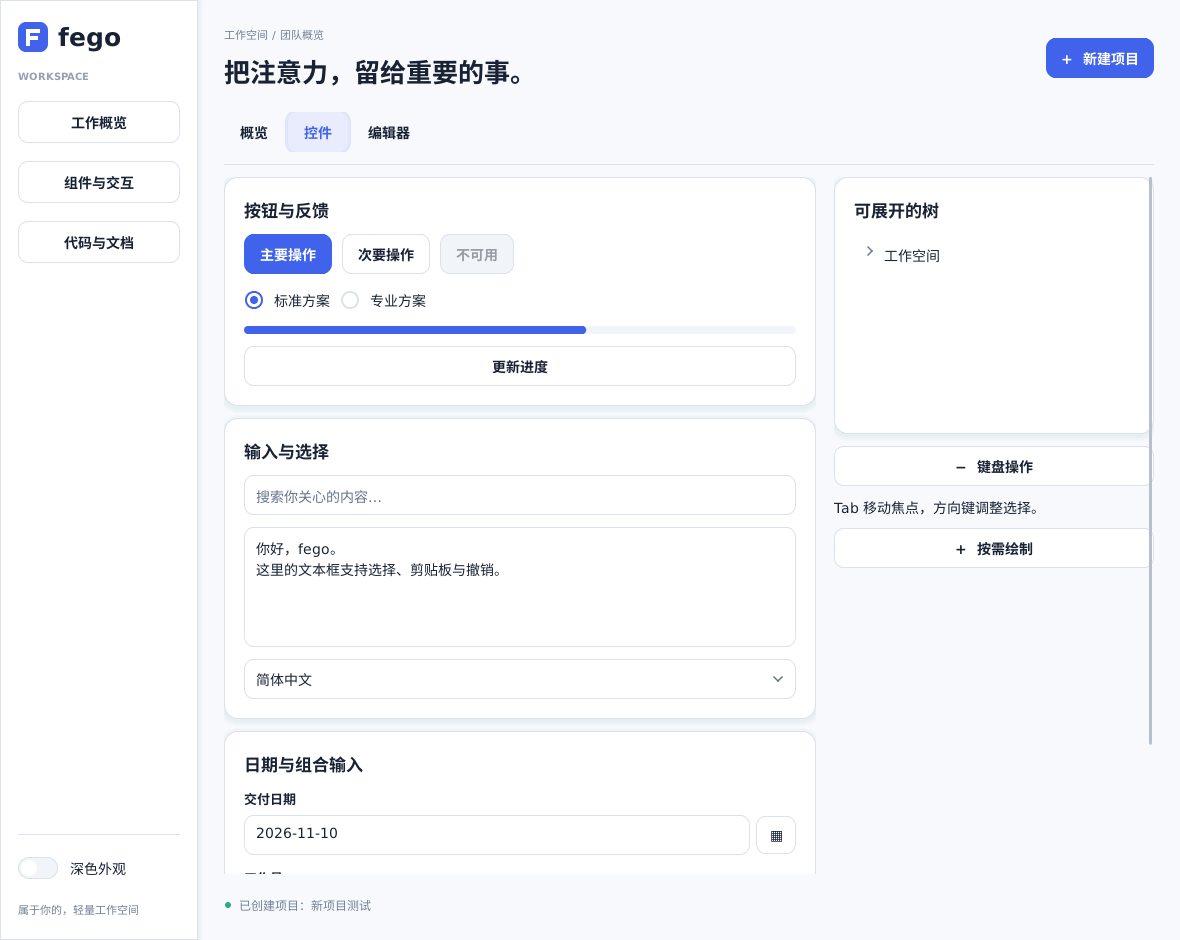 fego
WORKSPACE
工作概览
组件与交互
代码与文档
深色外观
属于你的，轻量工作空间
工作空间 / 团队概览
把注意力，留给重要的事。
+ 新建项目
概览 控件 编辑器
按钮与反馈
主要操作 次要操作 不可用
标准方案 专业方案
更新进度
输入与选择
搜索你关心的内容...
你好，fego。
这里的文本框支持选择、剪贴板与撤销。
简体中文
日期与组合输入
交付日期
2026-11-10
可展开的树
工作空间
− 键盘操作
Tab 移动焦点，方向键调整选择。
+ 按需绘制
已创建项目：新项目测试